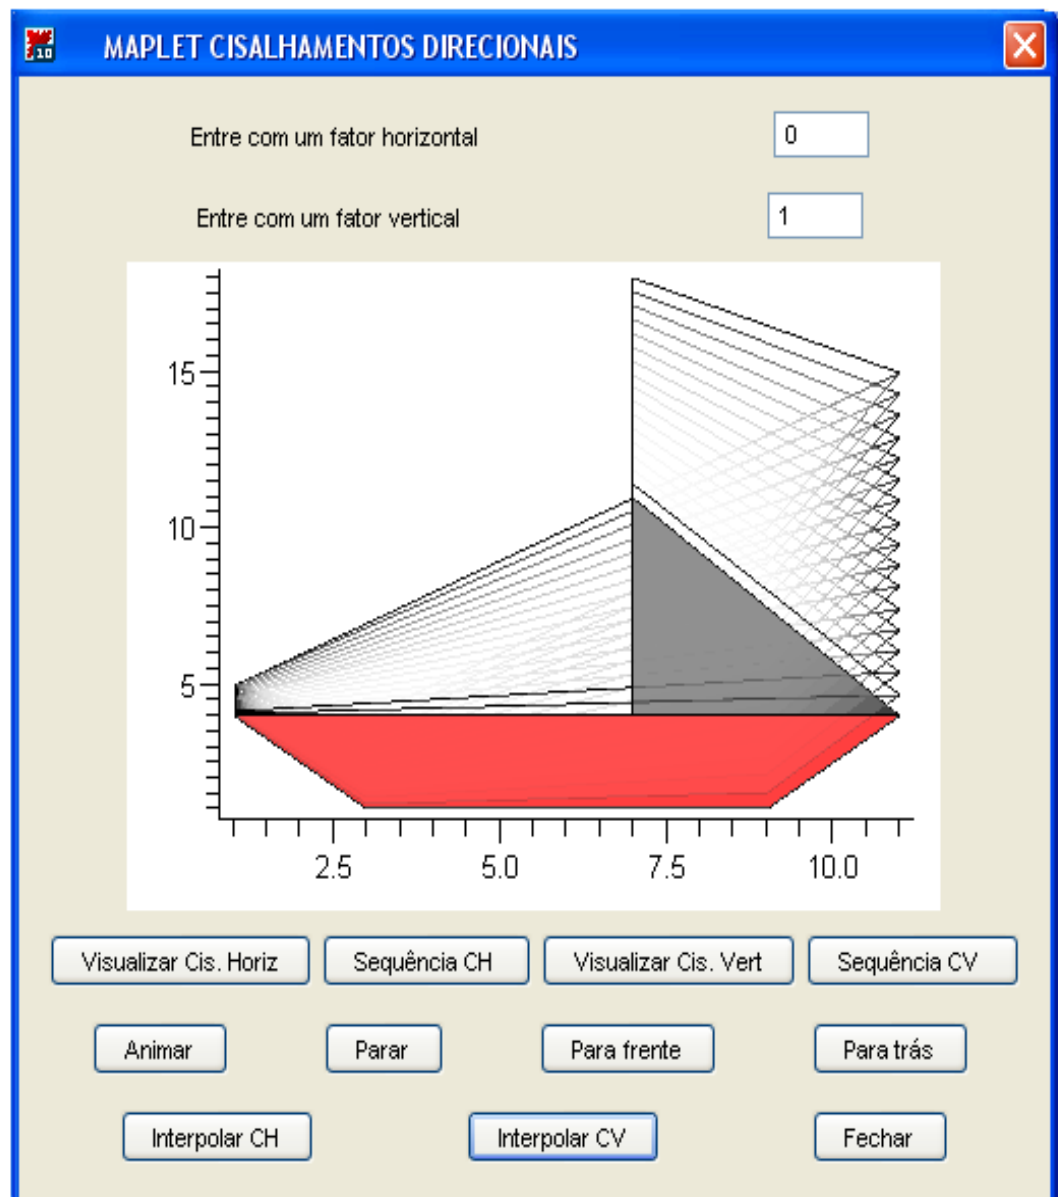 10
MAPLET CISALHAMENTOS DIRECIONAIS
Entre com um fator horizontal
0
Entre com um fator vertical
1
15
10
5
2.5 5.0 7.5 10.0
Visualizar Cis. Horiz Sequência CH Visualizar Cis. Vert Sequência CV
Animar Parar Para frente Para trás
Interpolar CH Interpolar CV Fechar